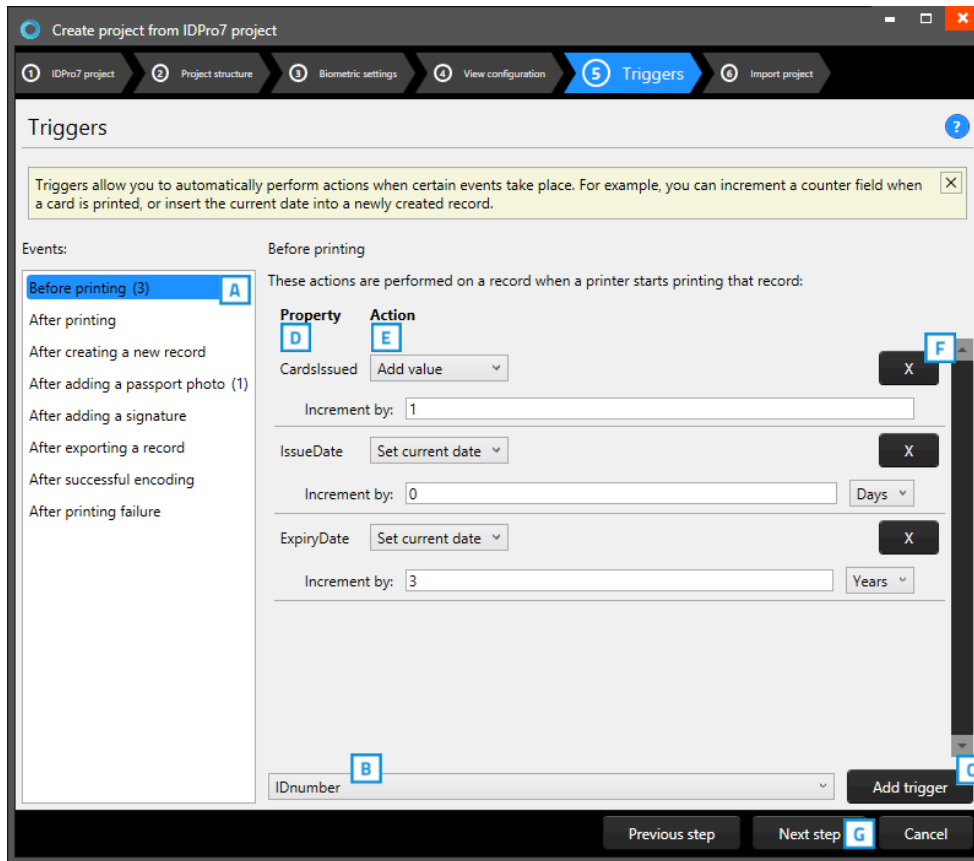 Create project from IDPro7 project
1 IDPro7 project 2 Project structure 3 Biometric settings 4 View configuration 5 Triggers 6 Import project
Triggers
?
Triggers allow you to automatically perform actions when certain events take place. For example, you can increment a counter field when
a card is printed, or insert the current date into a newly created record.
Events:
Before printing (3) A
After printing
After creating a new record
After adding a passport photo (1)
After adding a signature
After exporting a record
After successful encoding
After printing failure
Before printing
These actions are performed on a record when a printer starts printing that record:
Property Action
D E
F
CardsIssued Add value X
Increment by: 1
IssueDate Set current date X
Increment by: 0 Days
ExpiryDate Set current date X
Increment by: 3 Years
B
IDnumber
C
Add trigger
Previous step Next step G Cancel